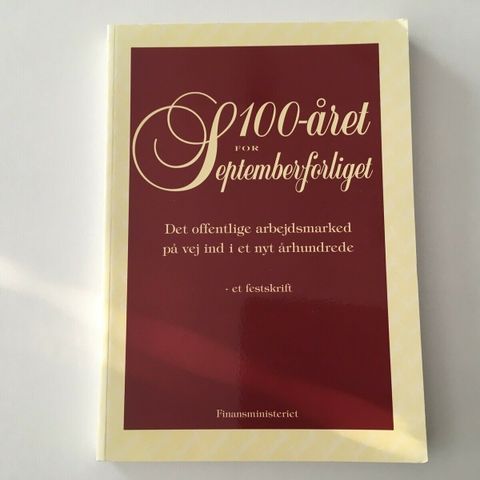 100-året
FOR
Septemberforliget
Det offentlige arbejdsmarked
på vej ind i et nyt århundrede
- et festskrift
Finansministeriet